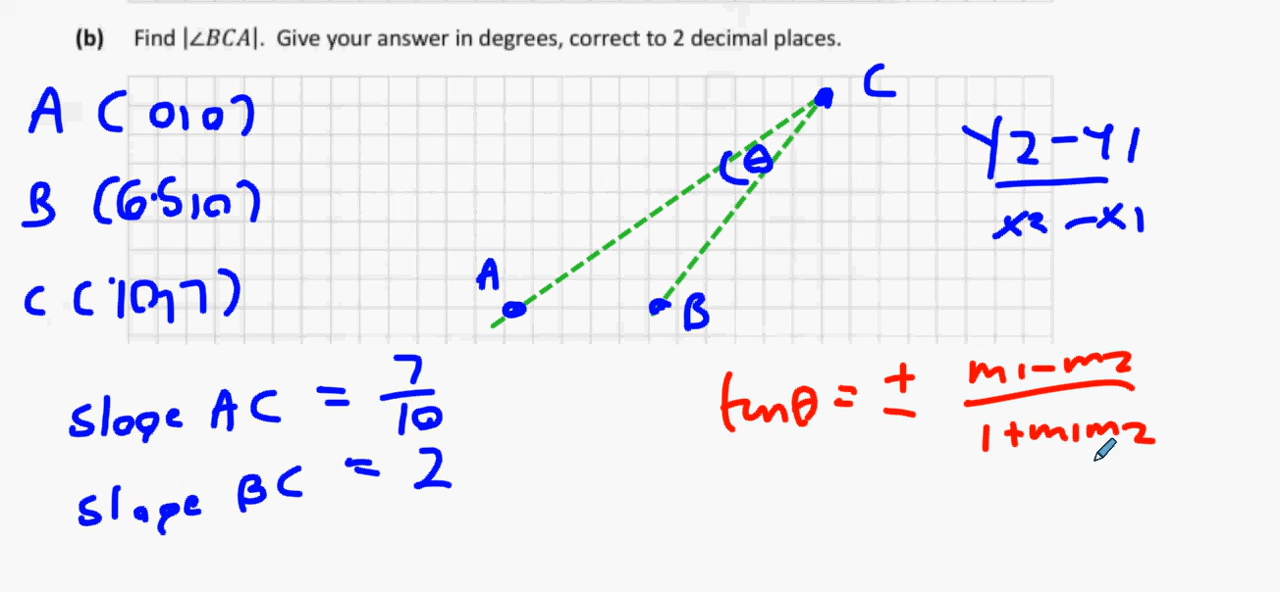 (b) Find |∠BCA|. Give your answer in degrees, correct to 2 decimal places.
A (0,0)
B (6.5,0)
C (10,7)
C
θ
A
B
y2-y1
x2-x1
slope AC = 7/10
slope BC = 2
tanθ = ± m1-m2
1+m1m2